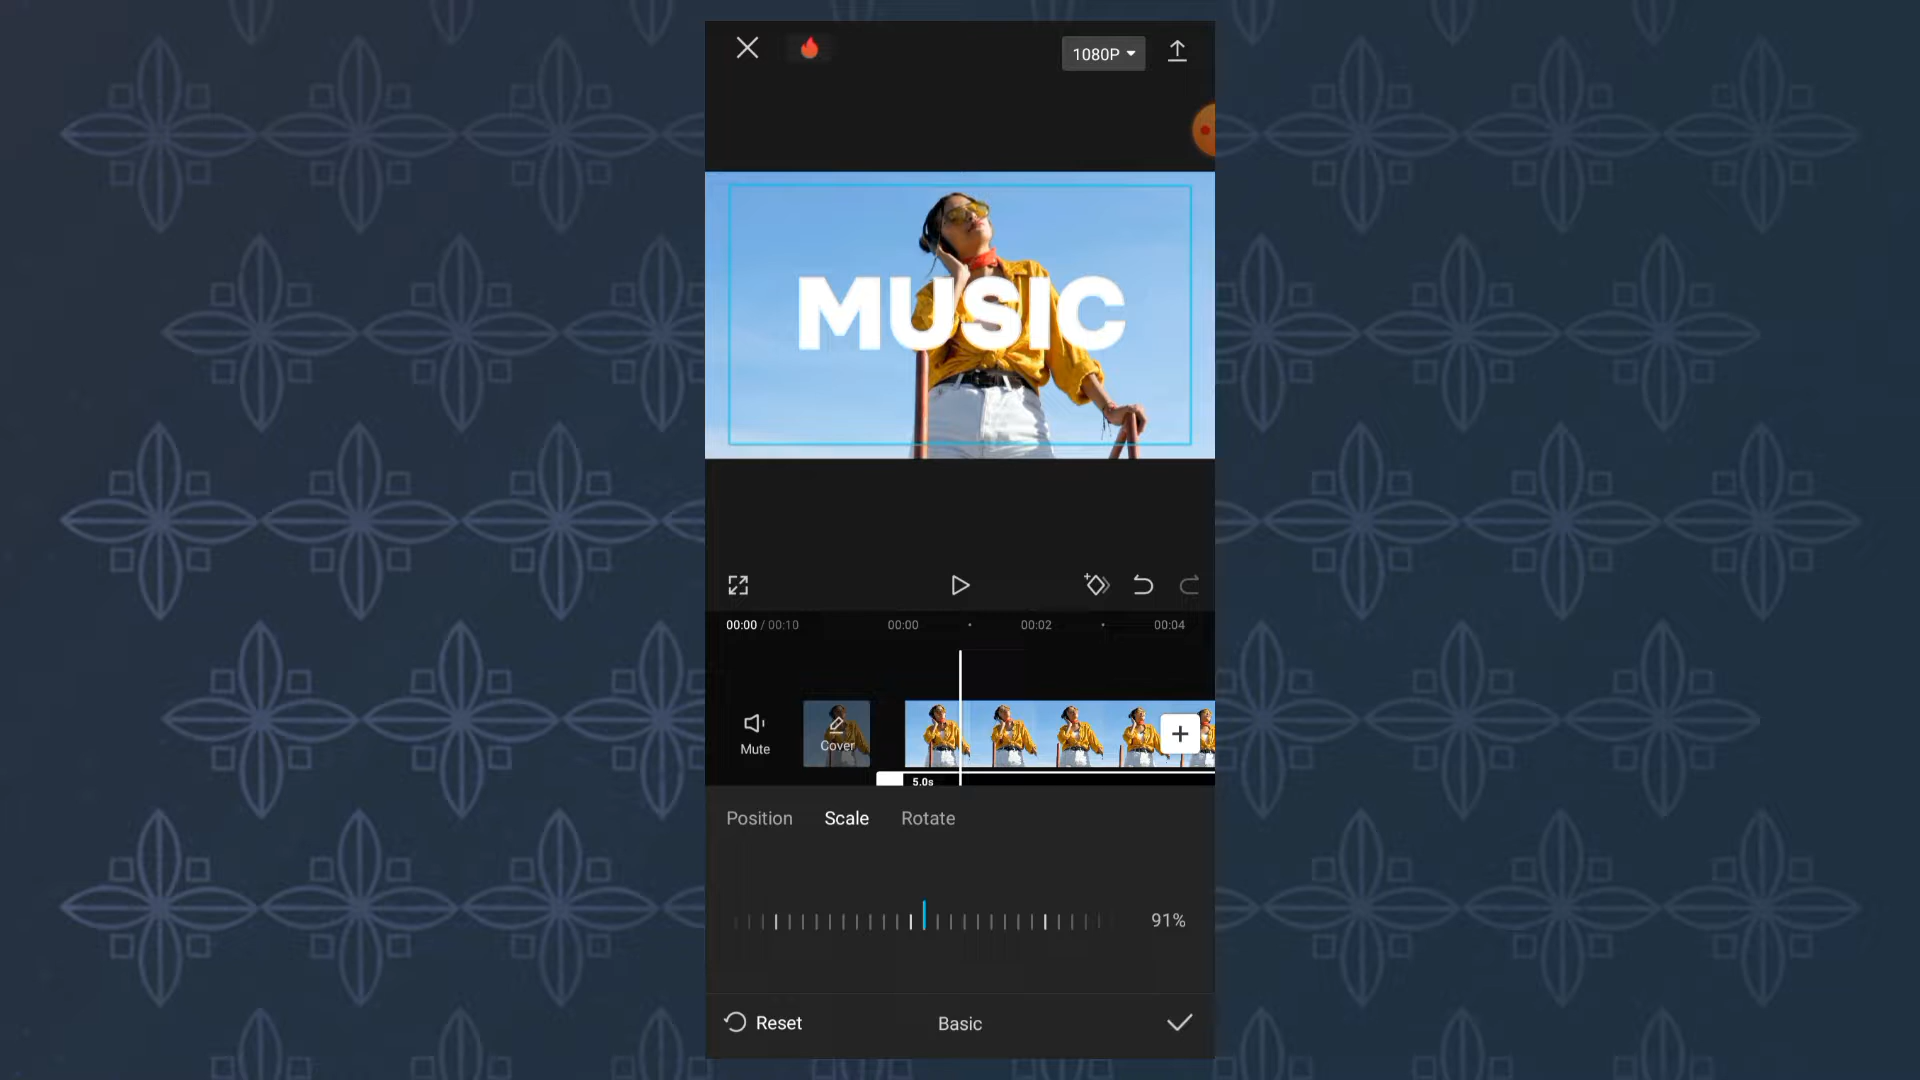 1080P
MUSIC
00:00 / 00:10 00:00 00:02 00:04
Mute
Cover
5.0s
Position Scale Rotate
91%
Reset Basic